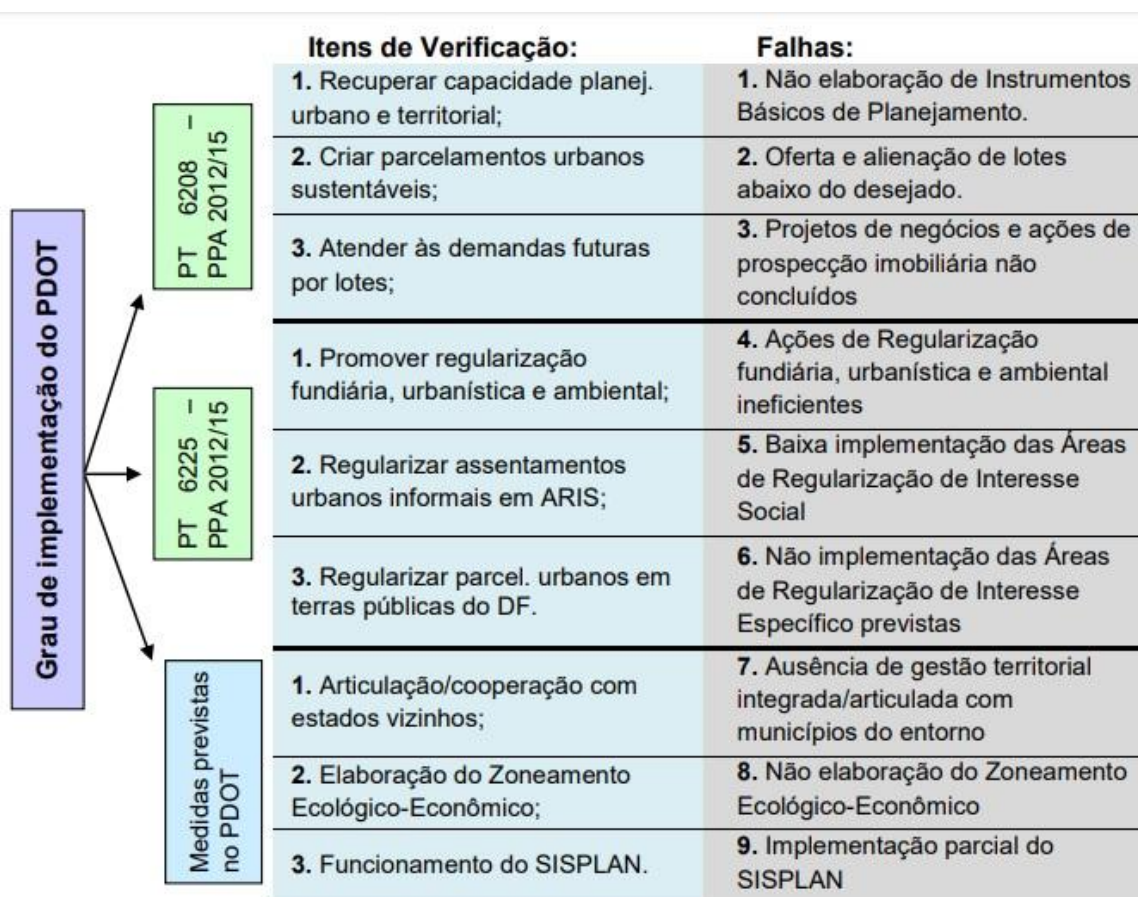 Itens de Verificação:
Falhas:
Grau de implementação do PDOT
PT 6208 –
PPA 2012/15
1. Recuperar capacidade planej.
urbano e territorial;
1. Não elaboração de Instrumentos
Básicos de Planejamento.
2. Criar parcelamentos urbanos
sustentáveis;
2. Oferta e alienação de lotes
abaixo do desejado.
3. Atender às demandas futuras
por lotes;
3. Projetos de negócios e ações de
prospecção imobiliária não
concluídos
PT 6225 –
PPA 2012/15
1. Promover regularização
fundiária, urbanística e ambiental;
4. Ações de Regularização
fundiária, urbanística e ambiental
ineficientes
2. Regularizar assentamentos
urbanos informais em ARIS;
5. Baixa implementação das Áreas
de Regularização de Interesse
Social
3. Regularizar parcel. urbanos em
terras públicas do DF.
6. Não implementação das Áreas
de Regularização de Interesse
Específico previstas
Medidas previstas
no PDOT
1. Articulação/cooperação com
estados vizinhos;
7. Ausência de gestão territorial
integrada/articulada com
municípios do entorno
2. Elaboração do Zoneamento
Ecológico-Econômico;
8. Não elaboração do Zoneamento
Ecológico-Econômico
3. Funcionamento do SISPLAN.
9. Implementação parcial do
SISPLAN